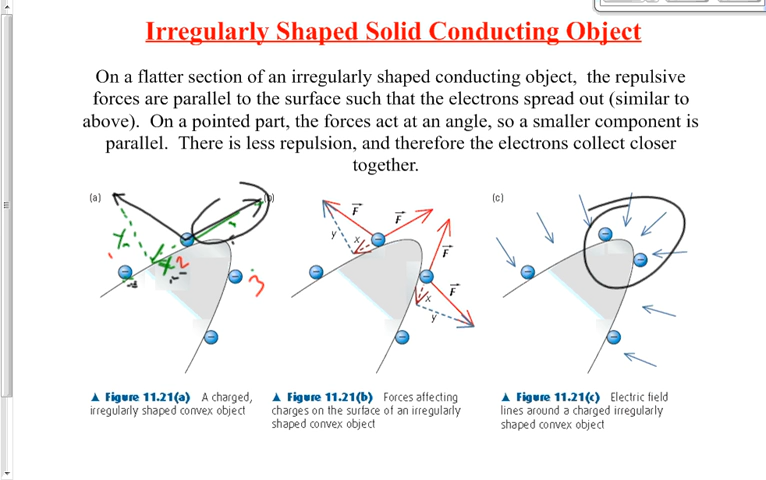 Irregularly Shaped Solid Conducting Object
On a flatter section of an irregularly shaped conducting object, the repulsive
forces are parallel to the surface such that the electrons spread out (similar to
above). On a pointed part, the forces act at an angle, so a smaller component is
parallel. There is less repulsion, and therefore the electrons collect closer
together.
(a)
(c)
F
F
F
F
y
x
x
y
2
3
▲ Figure 11.21(a) A charged,
irregularly shaped convex object
▲ Figure 11.21(b) Forces affecting
charges on the surface of an irregularly
shaped convex object
▲ Figure 11.21(c) Electric field
lines around a charged irregularly
shaped convex object